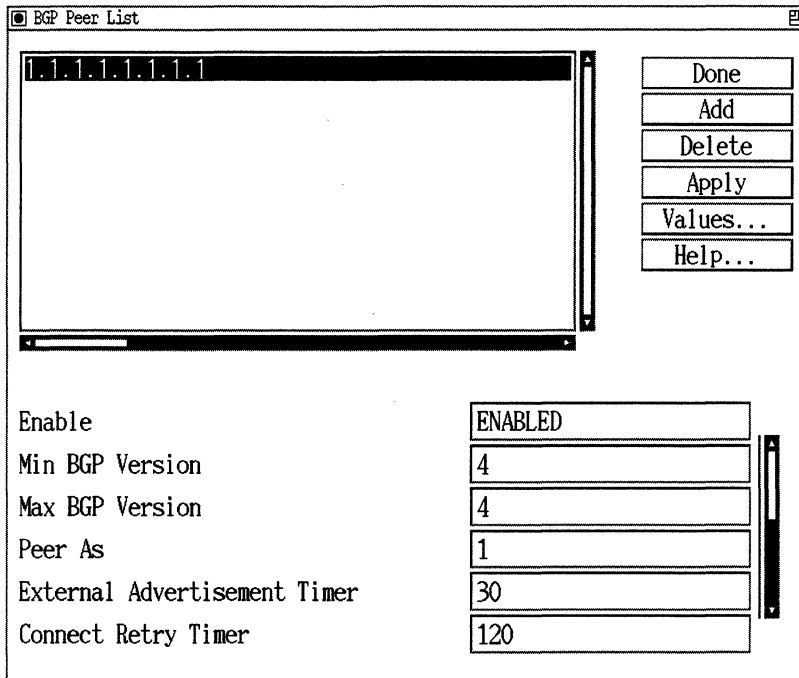 BGP Peer List
1.1.1.1.1.1.1.1
Done
Add
Delete
Apply
Values...
Help...
Enable
ENABLED
Min BGP Version
4
Max BGP Version
4
Peer As
1
External Advertisement Timer
30
Connect Retry Timer
120